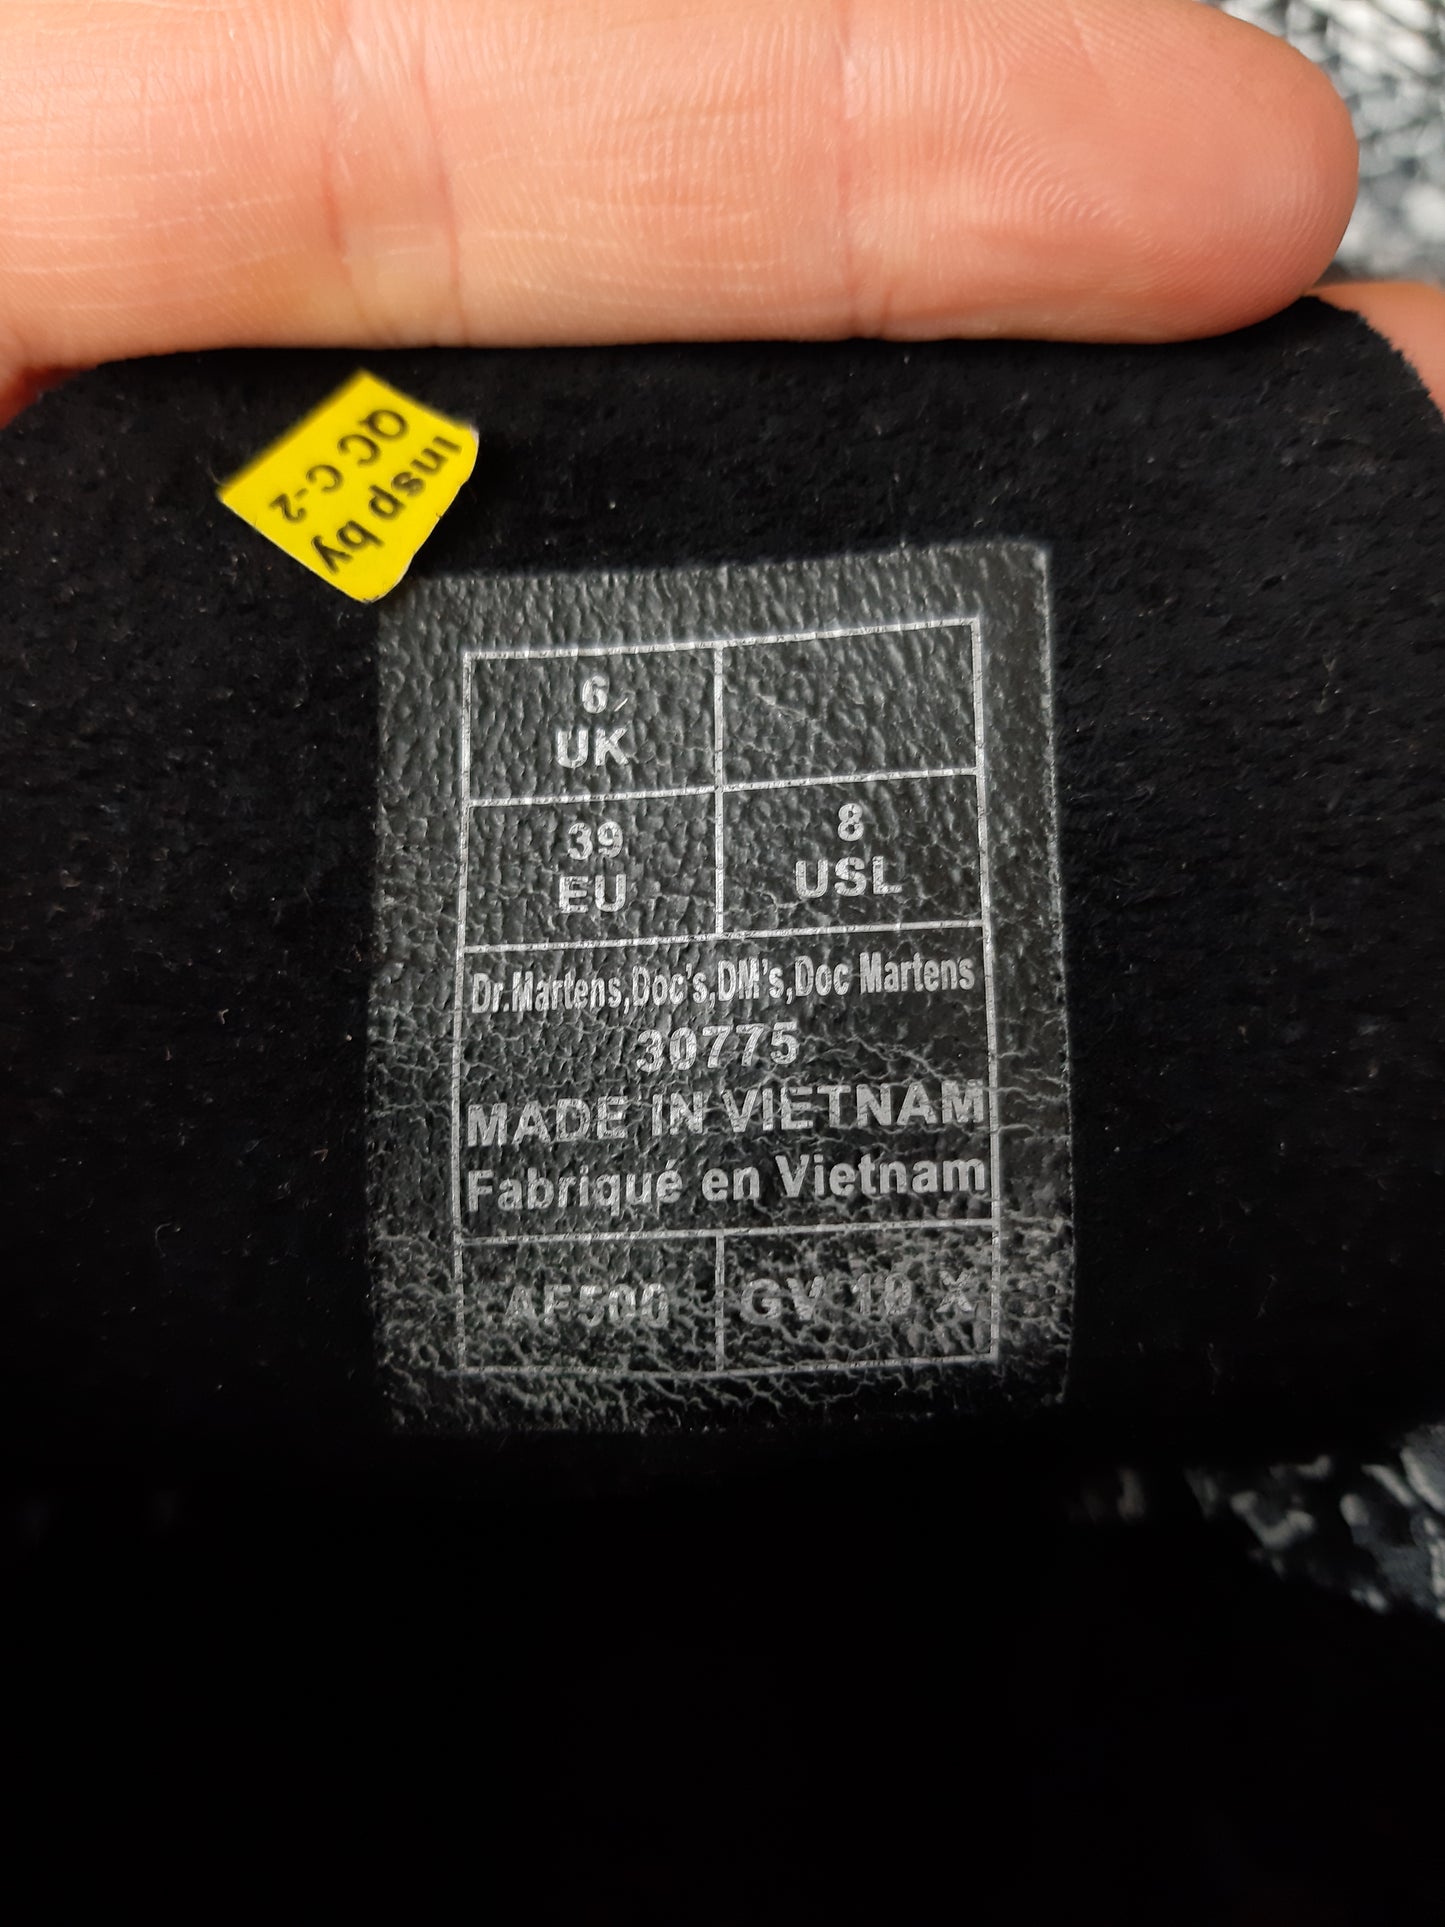 Insp by
QC C-2
6
UK
39
EU
8
USL
Dr.Martens,Doc's,DM's,Doc Martens
30775
MADE IN VIETNAM
Fabriqué en Vietnam
AF500
GV 10 X